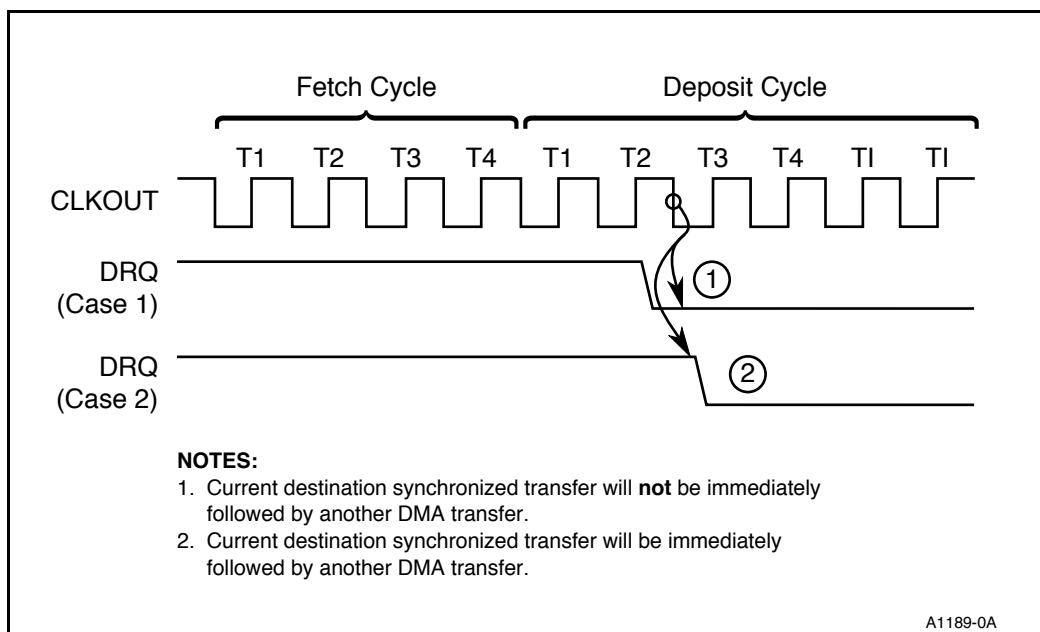 Fetch Cycle Deposit Cycle
T1 T2 T3 T4 T1 T2 T3 T4 TI TI
CLKOUT
DRQ
(Case 1)
1
DRQ
(Case 2)
2
NOTES:
1. Current destination synchronized transfer will not be immediately
followed by another DMA transfer.
2. Current destination synchronized transfer will be immediately
followed by another DMA transfer.
A1189-0A